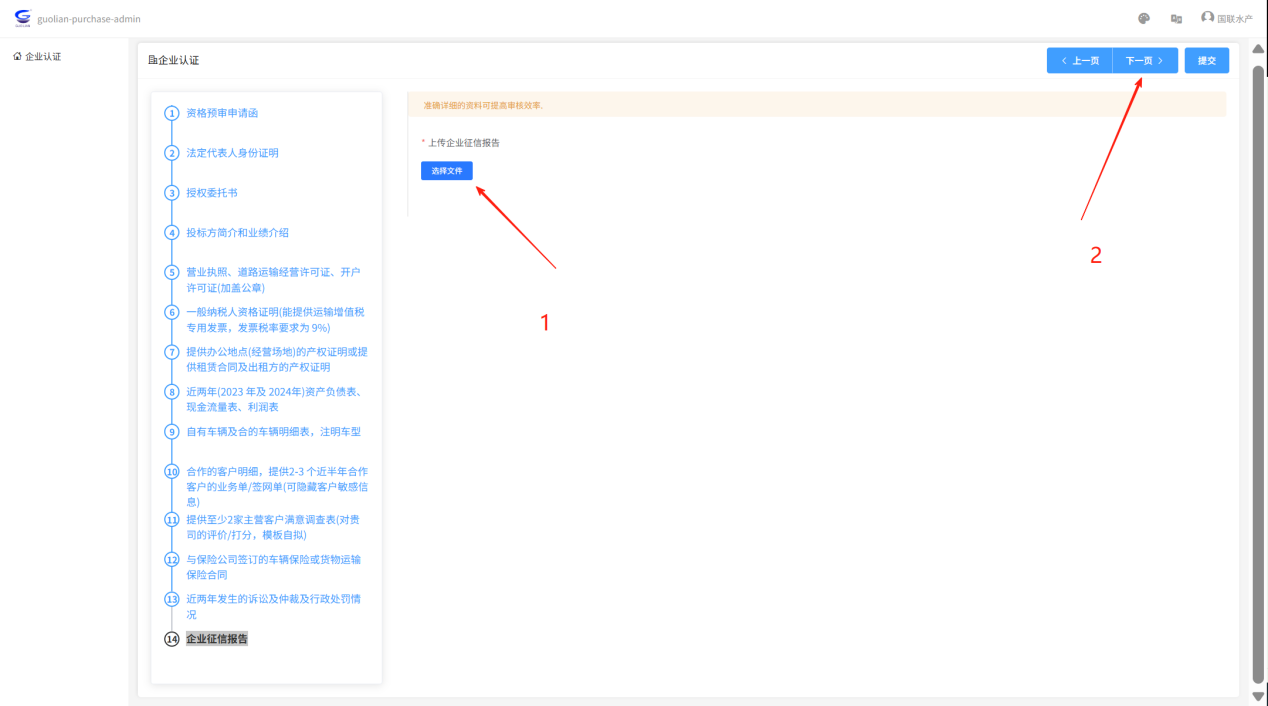 guolian-purchase-admin
国联水产
企业认证
企业认证
上一页
下一页
提交
1 资格预审申请函
2 法定代表人身份证明
3 授权委托书
4 投标方简介和业绩介绍
5 营业执照、道路运输经营许可证、开户
许可证(加盖公章)
6 一般纳税人资格证明(能提供运输增值税
专用发票，发票税率要求为 9%)
7 提供办公地点(经营场地)的产权证明或提
供租赁合同及出租方的产权证明
8 近两年(2023 年及 2024年)资产负债表、
现金流量表、利润表
9 自有车辆及合的车辆明细表，注明车型
10 合作的客户明细，提供2-3 个近半年合作
客户的业务单/签网单(可隐藏客户敏感信
息)
11 提供至少2家主营客户满意调查表(对贵
司的评价/打分，模板自拟)
12 与保险公司签订的车辆保险或货物运输
保险合同
13 近两年发生的诉讼及仲裁及行政处罚情
况
14 企业征信报告
准确详细的资料可提高审核效率.
* 上传企业征信报告
选择文件
1
2